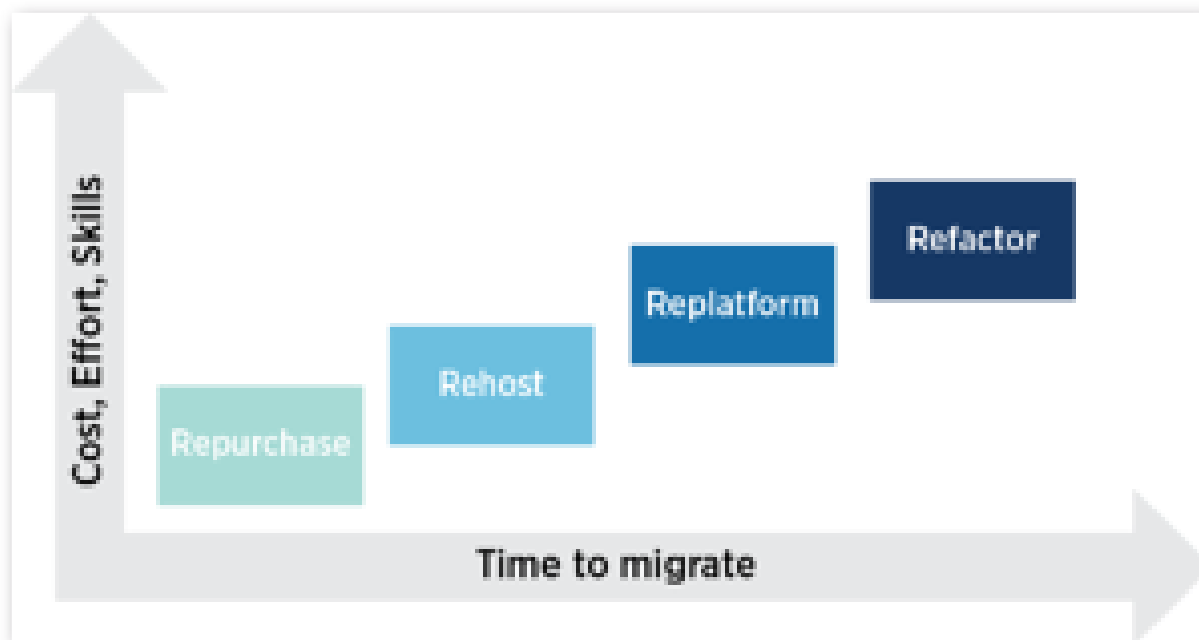 Cost, Effort, Skills
Refactor
Replatform
Rehost
Repurchase
Time to migrate